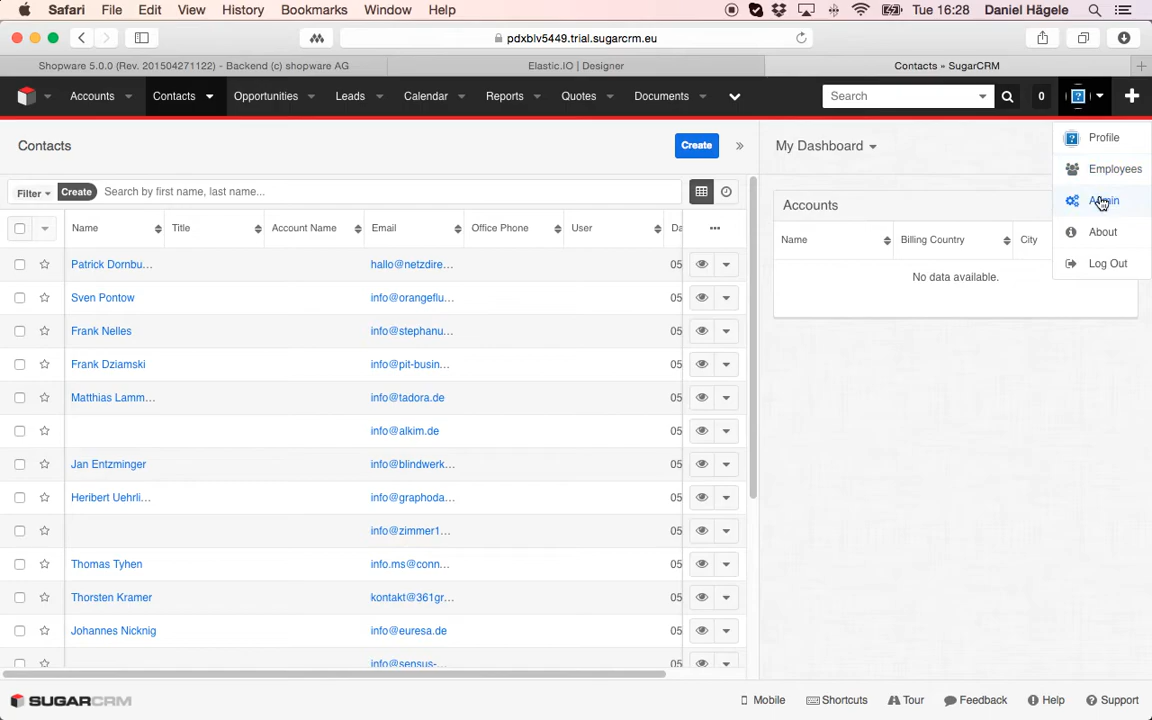 Safari File Edit View History Bookmarks Window Help Tue 16:28 Daniel Hägele
pdxblv5449.trial.sugarcrm.eu
Shopware 5.0.0 (Rev. 201504271122) - Backend (c) shopware AG Elastic.IO | Designer Contacts » SugarCRM
Accounts Contacts Opportunities Leads Calendar Reports Quotes Documents Search 0
Profile
Contacts Create My Dashboard
Employees
Filter Create Search by first name, last name...
Admin
Accounts
Name Title Account Name Email Office Phone User Da
About
Name Billing Country City
Patrick Dornbu... hallo@netzdire... 05
Log Out
No data available.
Sven Pontow info@orangeflu... 05
Frank Nelles info@stephanu... 05
Frank Dziamski info@pit-busin... 05
Matthias Lamm... info@tadora.de 05
info@alkim.de 05
Jan Entzminger info@blindwerk... 05
Heribert Uehrli... info@graphoda... 05
info@zimmer1... 05
Thomas Tyhen info.ms@conn... 05
Thorsten Kramer kontakt@361gr... 05
Johannes Nicknig info@euresa.de 05
info@sensus-... 05
SUGARCRM Mobile Shortcuts Tour Feedback Help Support